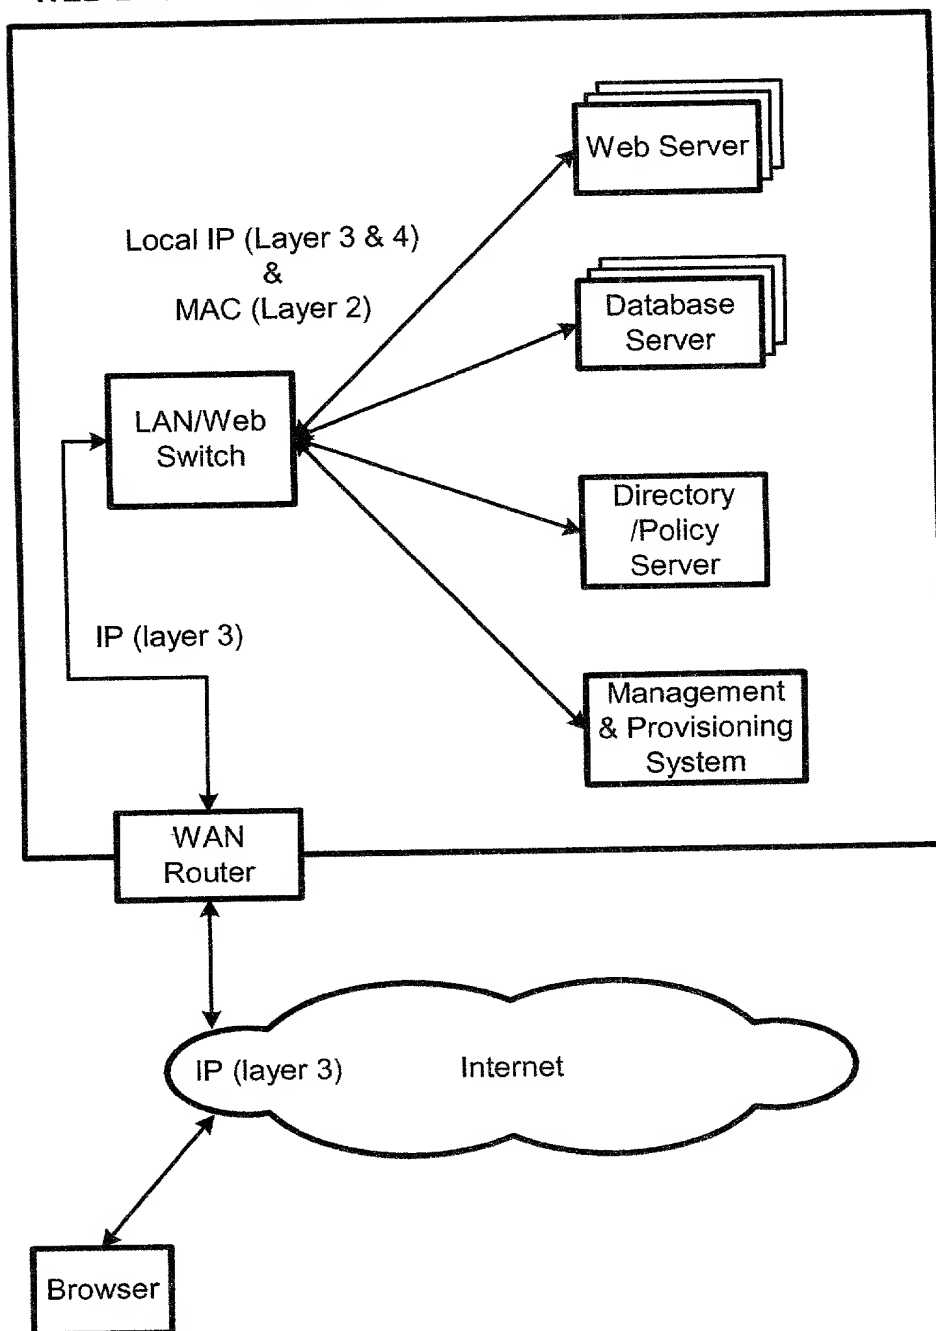 Web Server
Local IP (Layer 3 & 4)
&
MAC (Layer 2)
Database
Server
LAN/Web
Switch
Directory
/Policy
Server
IP (layer 3)
Management
& Provisioning
System
WAN
Router
IP (layer 3)
Internet
Browser